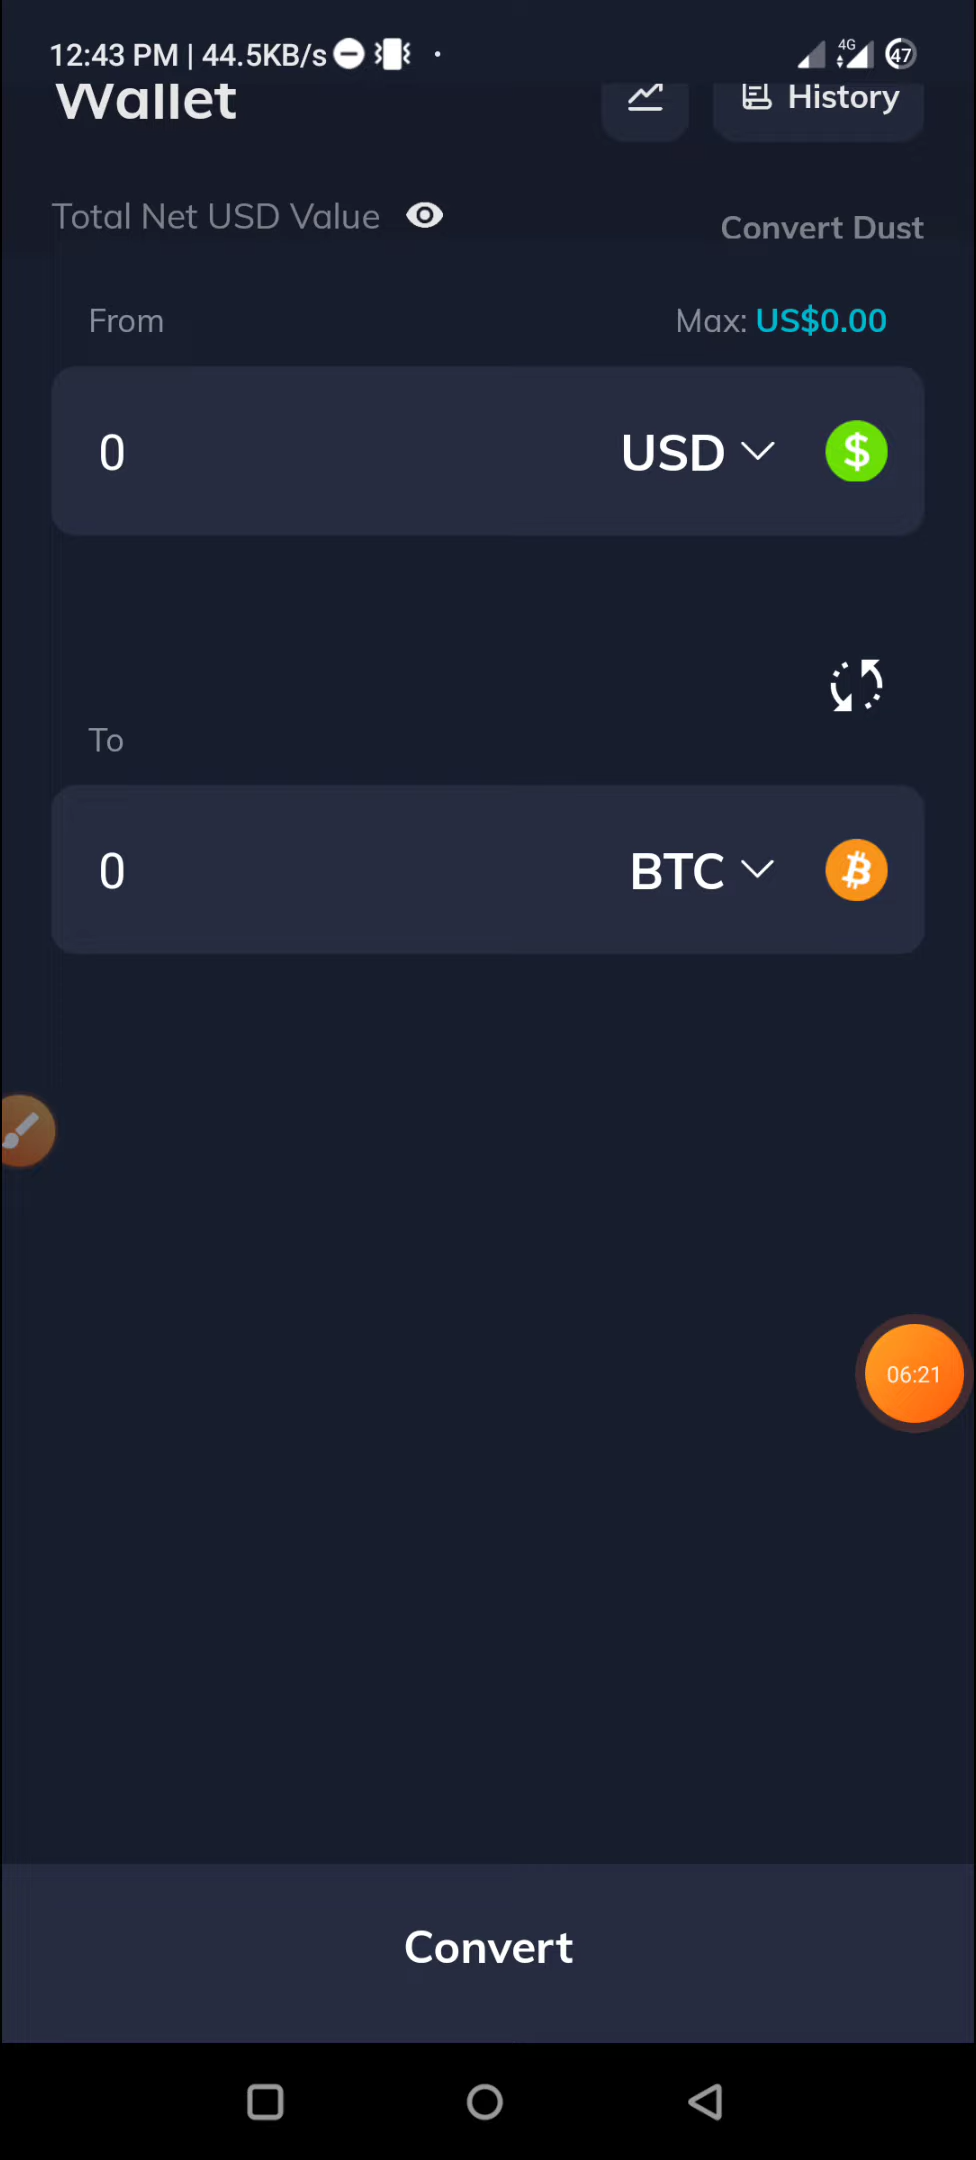 12:43 PM | 44.5KB/s 4G 47
Wallet
History
Total Net USD Value
Convert Dust
From
Max: US$0.00
0
USD
To
0
BTC
06:21
Convert